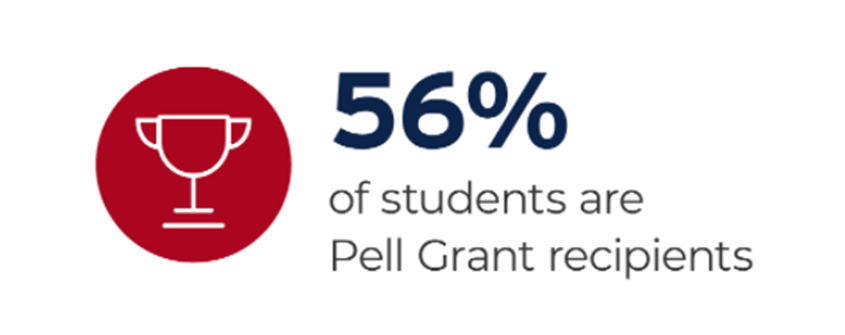 56%
of students are
Pell Grant recipients